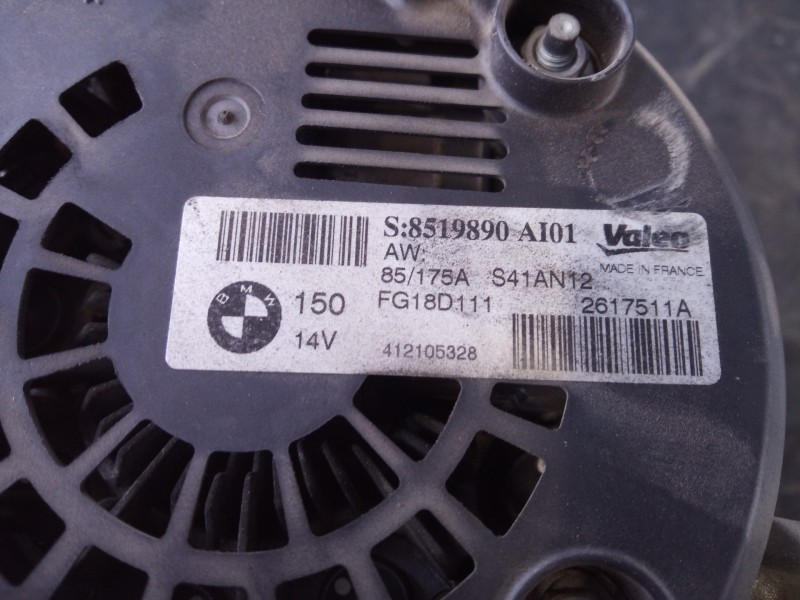 S:8519890 AI01 Valeo
AW:
MADE IN FRANCE
85/175A S41AN12
BMW 150 FG18D111 2617511A
14V 412105328